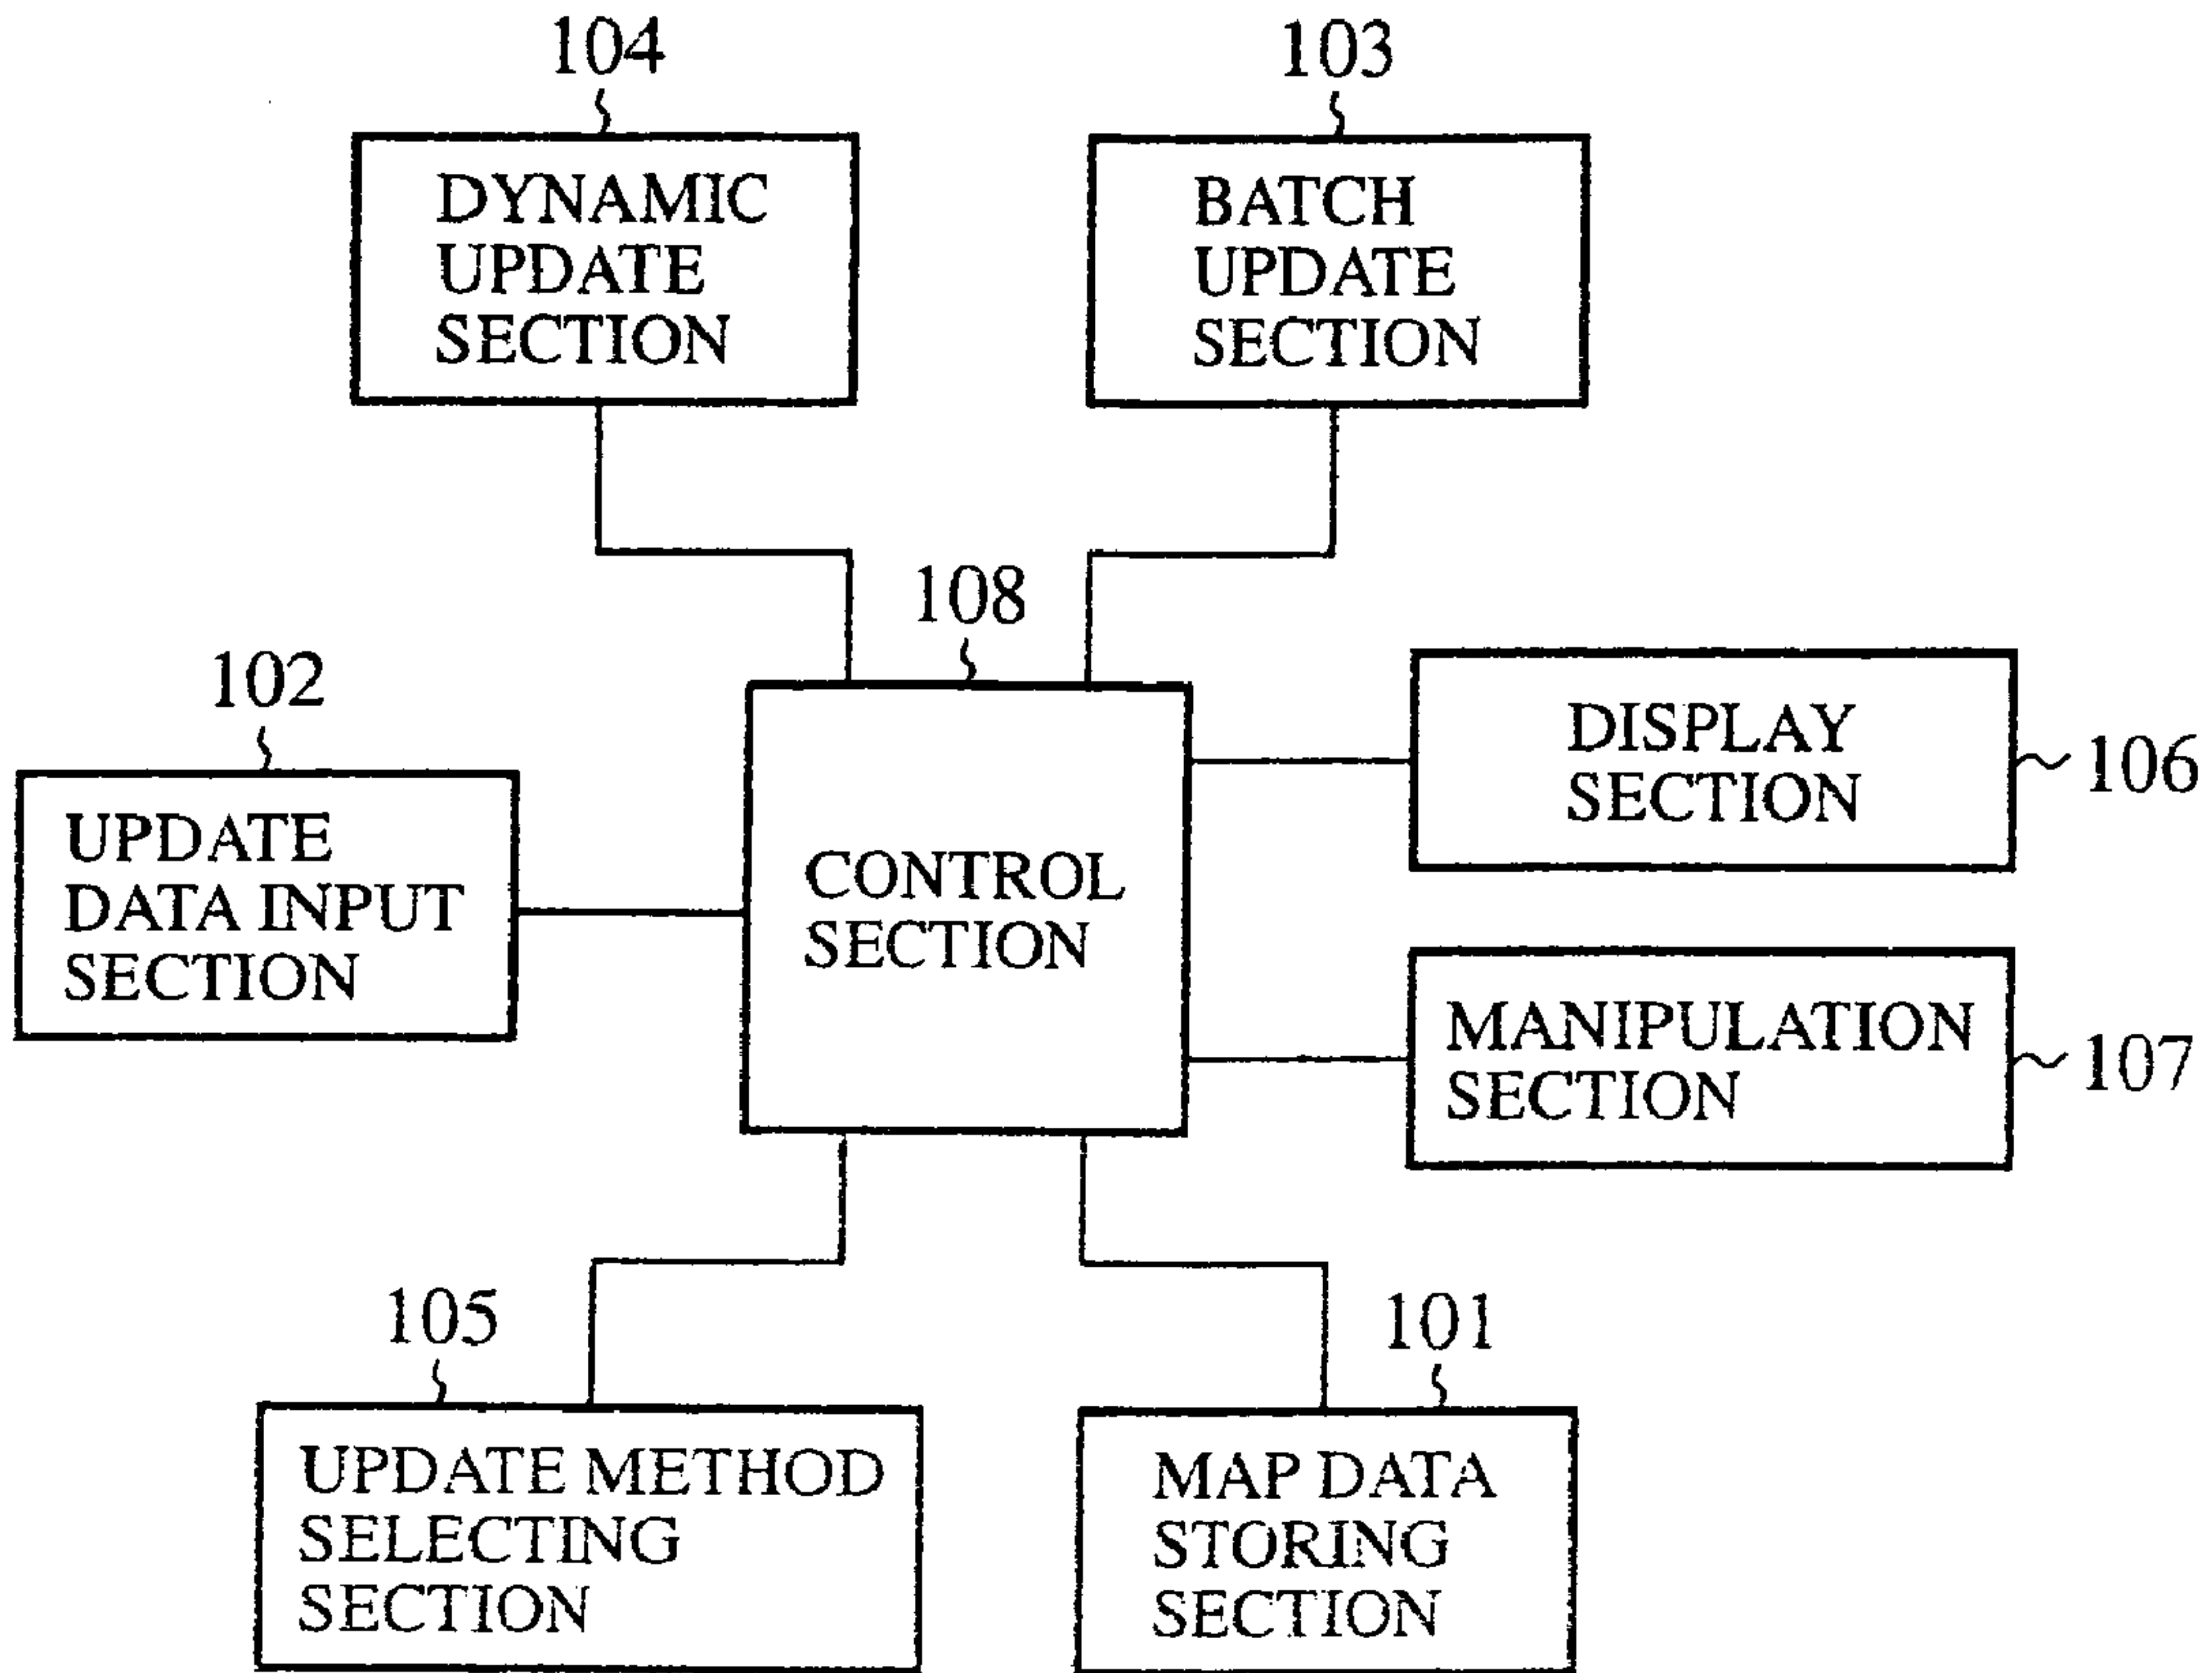 104
103
DYNAMIC
UPDATE
SECTION
BATCH
UPDATE
SECTION
108
102
DISPLAY
SECTION
106
UPDATE
DATA INPUT
SECTION
CONTROL
SECTION
MANIPULATION
SECTION
107
105
101
UPDATE METHOD
SELECTING
SECTION
MAP DATA
STORING
SECTION